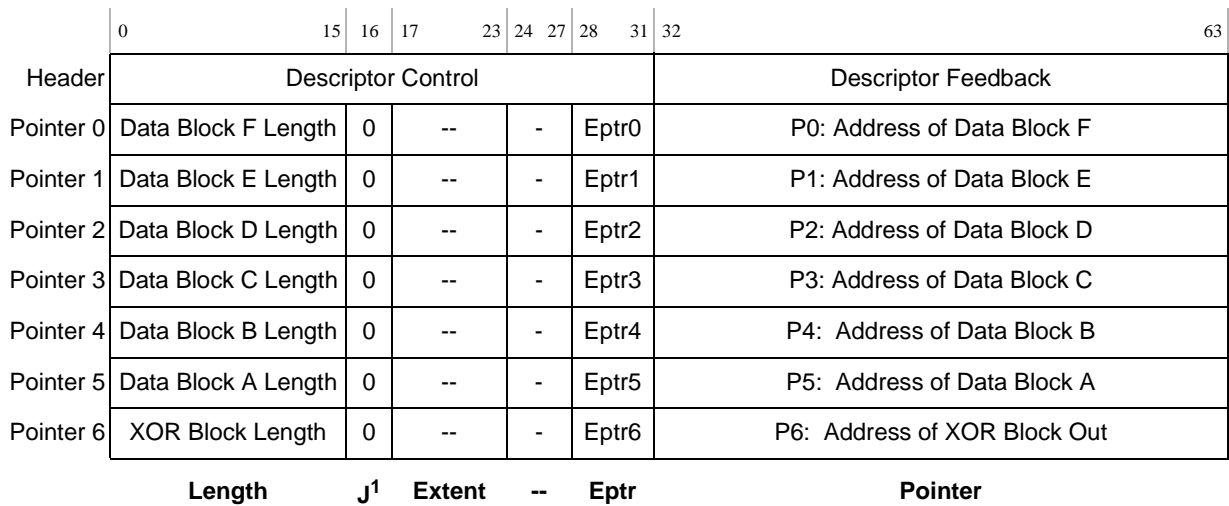 0 15 16 17 23 24 27 28 31 32 63
Header Descriptor Control Descriptor Feedback
Pointer 0 Data Block F Length 0 -- - Eptr0 P0: Address of Data Block F
Pointer 1 Data Block E Length 0 -- - Eptr1 P1: Address of Data Block E
Pointer 2 Data Block D Length 0 -- - Eptr2 P2: Address of Data Block D
Pointer 3 Data Block C Length 0 -- - Eptr3 P3: Address of Data Block C
Pointer 4 Data Block B Length 0 -- - Eptr4 P4: Address of Data Block B
Pointer 5 Data Block A Length 0 -- - Eptr5 P5: Address of Data Block A
Pointer 6 XOR Block Length 0 -- - Eptr6 P6: Address of XOR Block Out
Length J¹ Extent -- Eptr Pointer